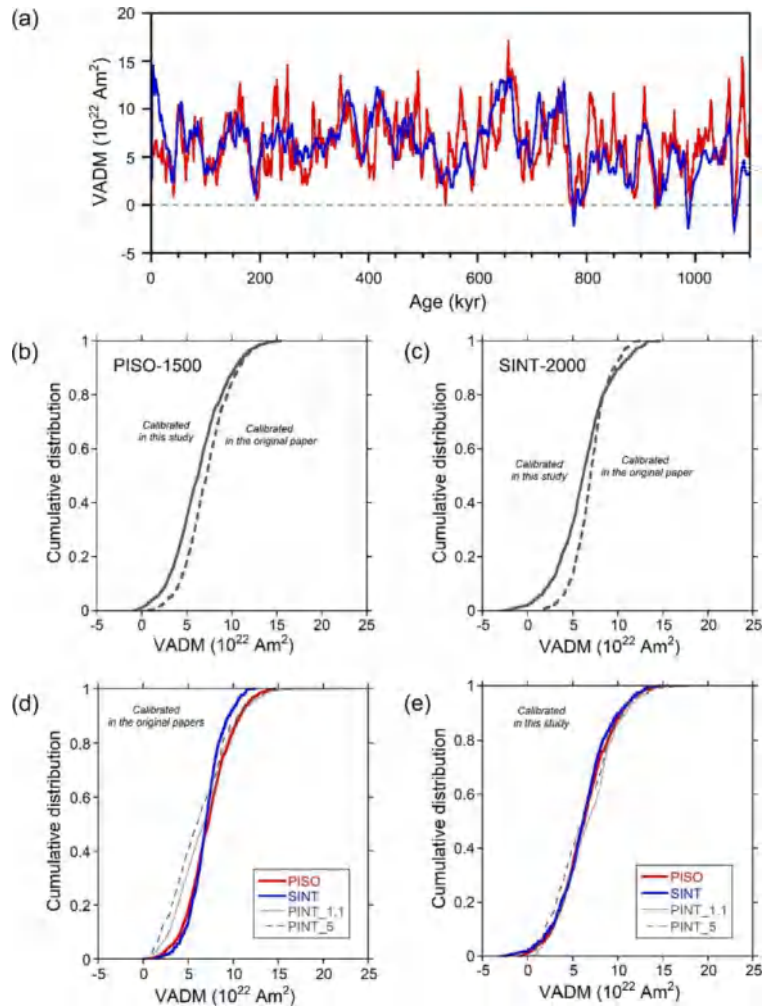 (a)
20
15
10
5
0
-5
VADM (10²² Am²)
0 200 400 600 800 1000
Age (kyr)
(b)
PISO-1500
Calibrated
in this study
Calibrated
in the original paper
1
0.8
0.6
0.4
0.2
0
Cumulative distribution
-5 0 5 10 15 20 25
VADM (10²² Am²)
(c)
SINT-2000
Calibrated
in this study
Calibrated
in the original paper
1
0.8
0.6
0.4
0.2
0
Cumulative distribution
-5 0 5 10 15 20 25
VADM (10²² Am²)
(d)
Calibrated
in the original papers
1
0.8
0.6
0.4
0.2
0
Cumulative distribution
PISO
SINT
PINT_1.1
PINT_5
-5 0 5 10 15 20 25
VADM (10²² Am²)
(e)
Calibrated
in this study
1
0.8
0.6
0.4
0.2
0
Cumulative distribution
PISO
SINT
PINT_1.1
PINT_5
-5 0 5 10 15 20 25
VADM (10²² Am²)